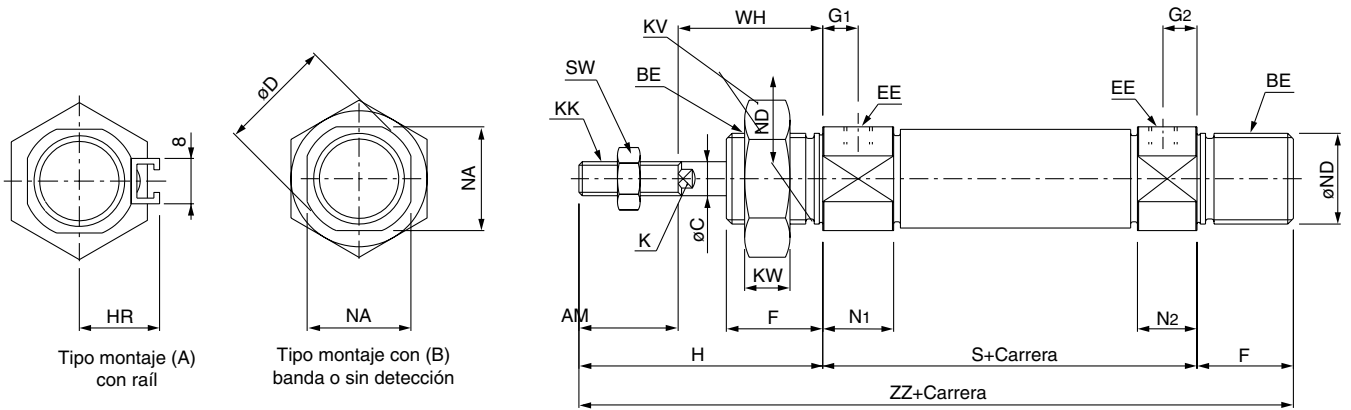 øD
NA
8
HR
NA
Tipo montaje (A)
con raíl
Tipo montaje con (B)
banda o sin detección
WH
G1
G2
KV
SW
BE
KK
ND
EE
EE
BE
øND
K
øC
KW
AM
F
N1
N2
H
S+Carrera
F
ZZ+Carrera